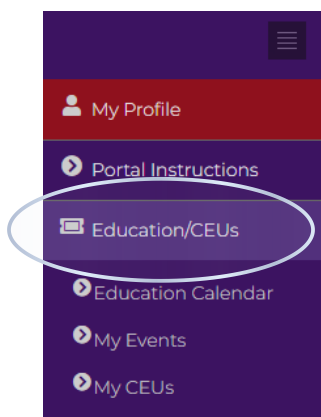 My Profile
Portal Instructions
Education/CEUs
Education Calendar
My Events
My CEUs